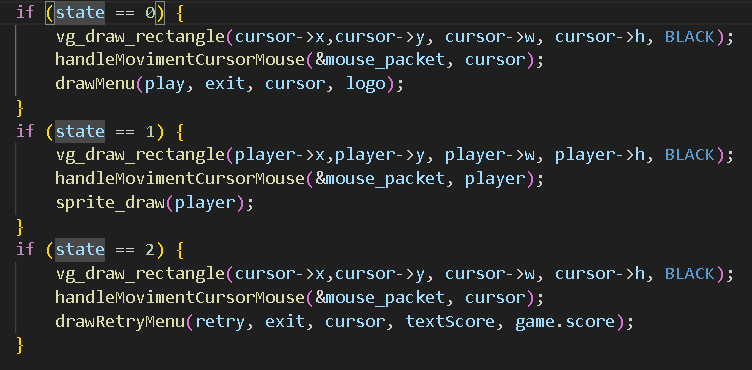 if (state == 0) {
    vg_draw_rectangle(cursor->x,cursor->y, cursor->w, cursor->h, BLACK);
    handleMovimentCursorMouse(&mouse_packet, cursor);
    drawMenu(play, exit, cursor, logo);
}
if (state == 1) {
    vg_draw_rectangle(player->x,player->y, player->w, player->h, BLACK);
    handleMovimentCursorMouse(&mouse_packet, player);
    sprite_draw(player);
}
if (state == 2) {
    vg_draw_rectangle(cursor->x,cursor->y, cursor->w, cursor->h, BLACK);
    handleMovimentCursorMouse(&mouse_packet, cursor);
    drawRetryMenu(retry, exit, cursor, textScore, game.score);
}